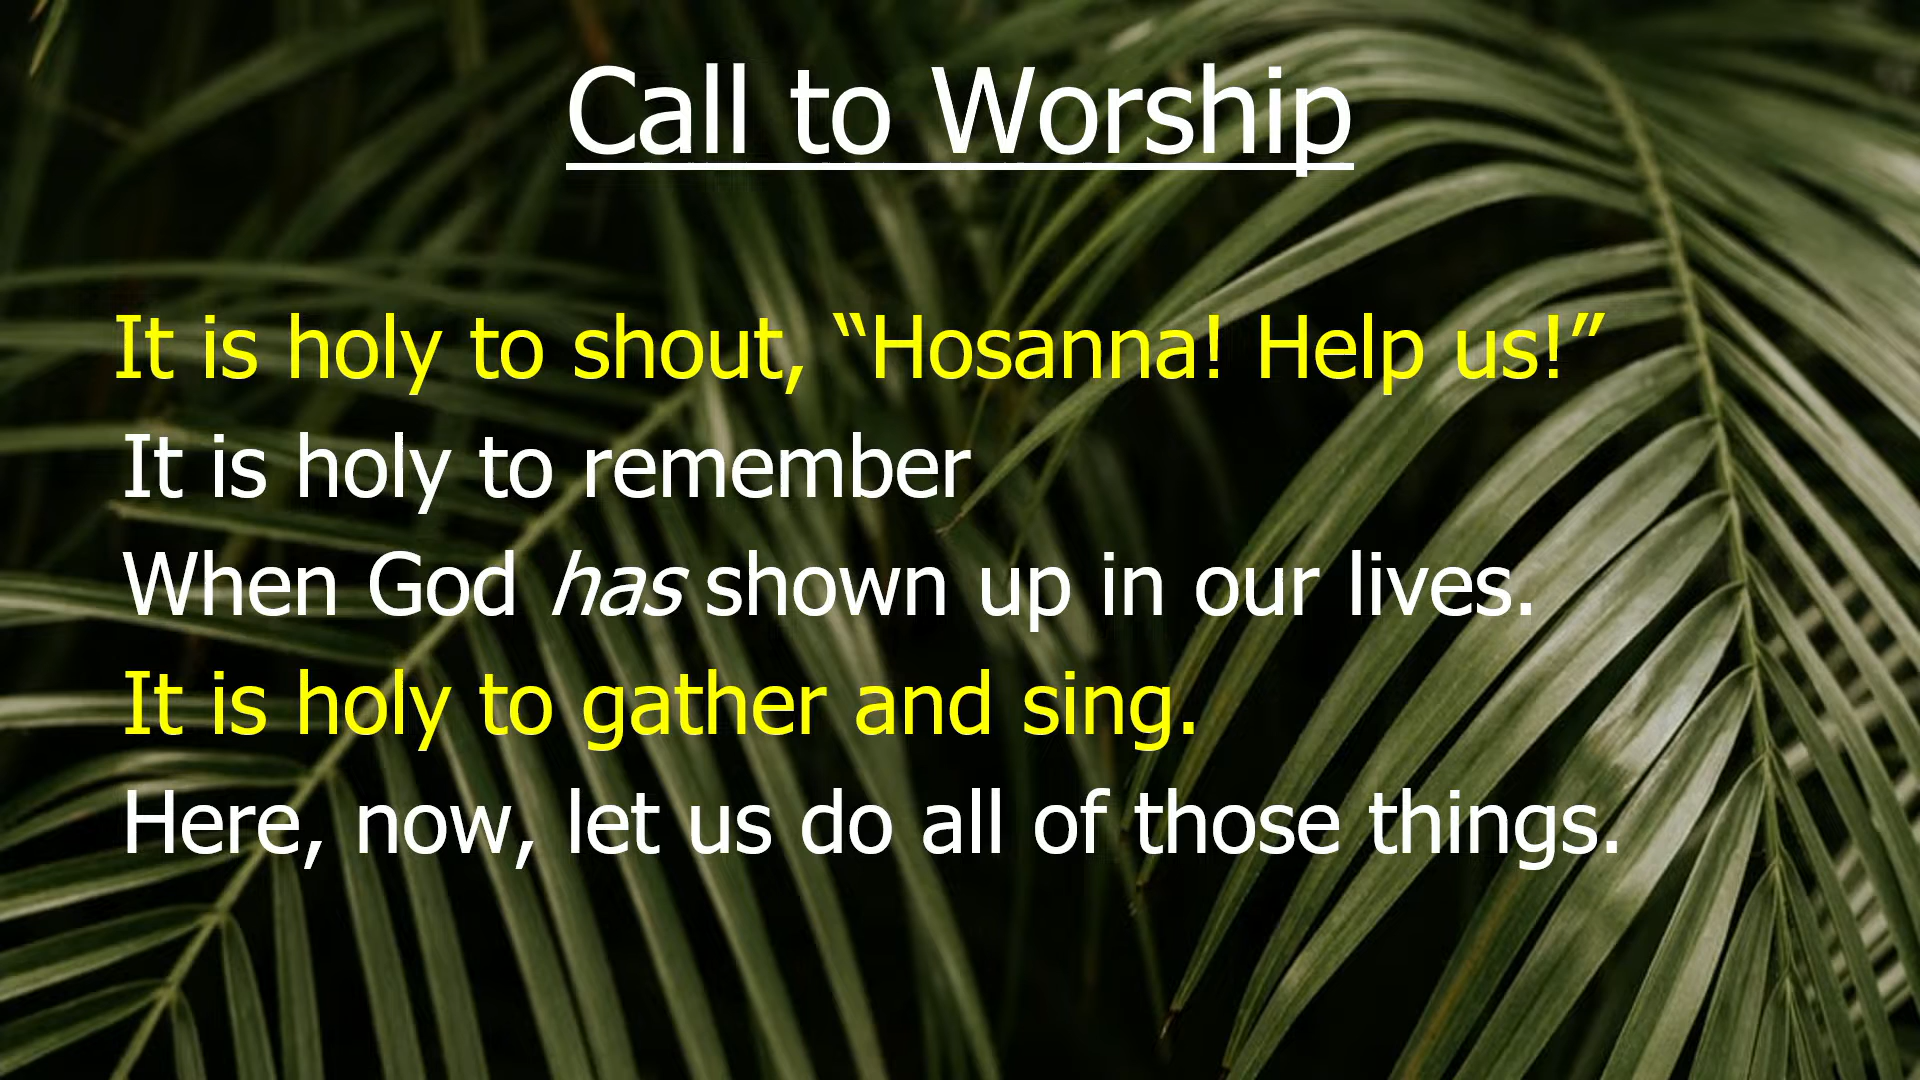 Call to Worship
It is holy to shout, “Hosanna! Help us!”
It is holy to remember
When God has shown up in our lives.
It is holy to gather and sing.
Here, now, let us do all of those things.